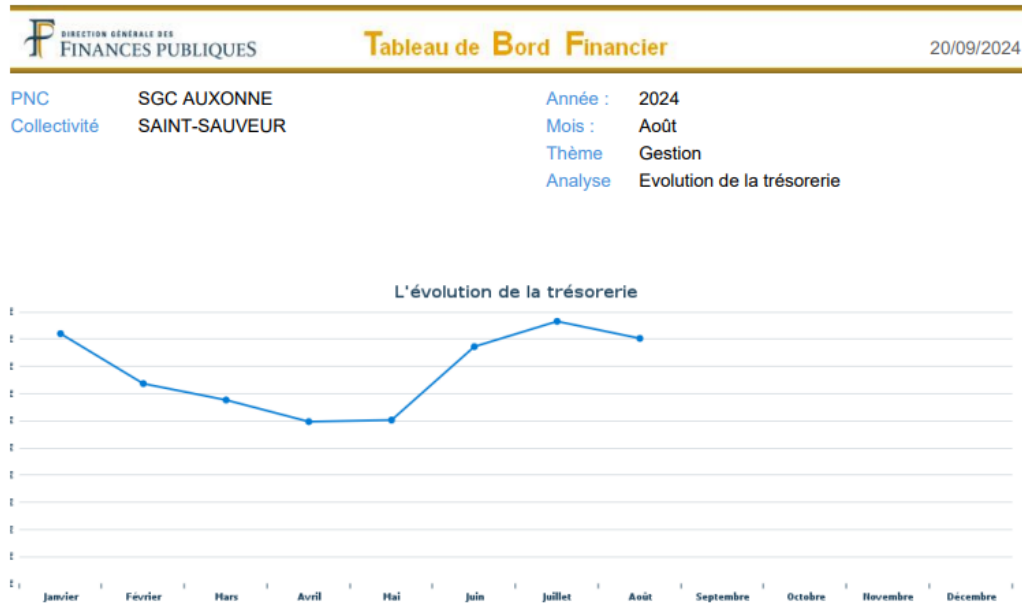 DIRECTION GÉNÉRALE DES
FINANCES PUBLIQUES
Tableau de Bord Financier
20/09/2024
PNC SGC AUXONNE
Année : 2024
Collectivité SAINT-SAUVEUR
Mois : Août
Thème Gestion
Analyse Evolution de la trésorerie
L'évolution de la trésorerie
Janvier Février Mars Avril Mai Juin Juillet Août Septembre Octobre Novembre Décembre